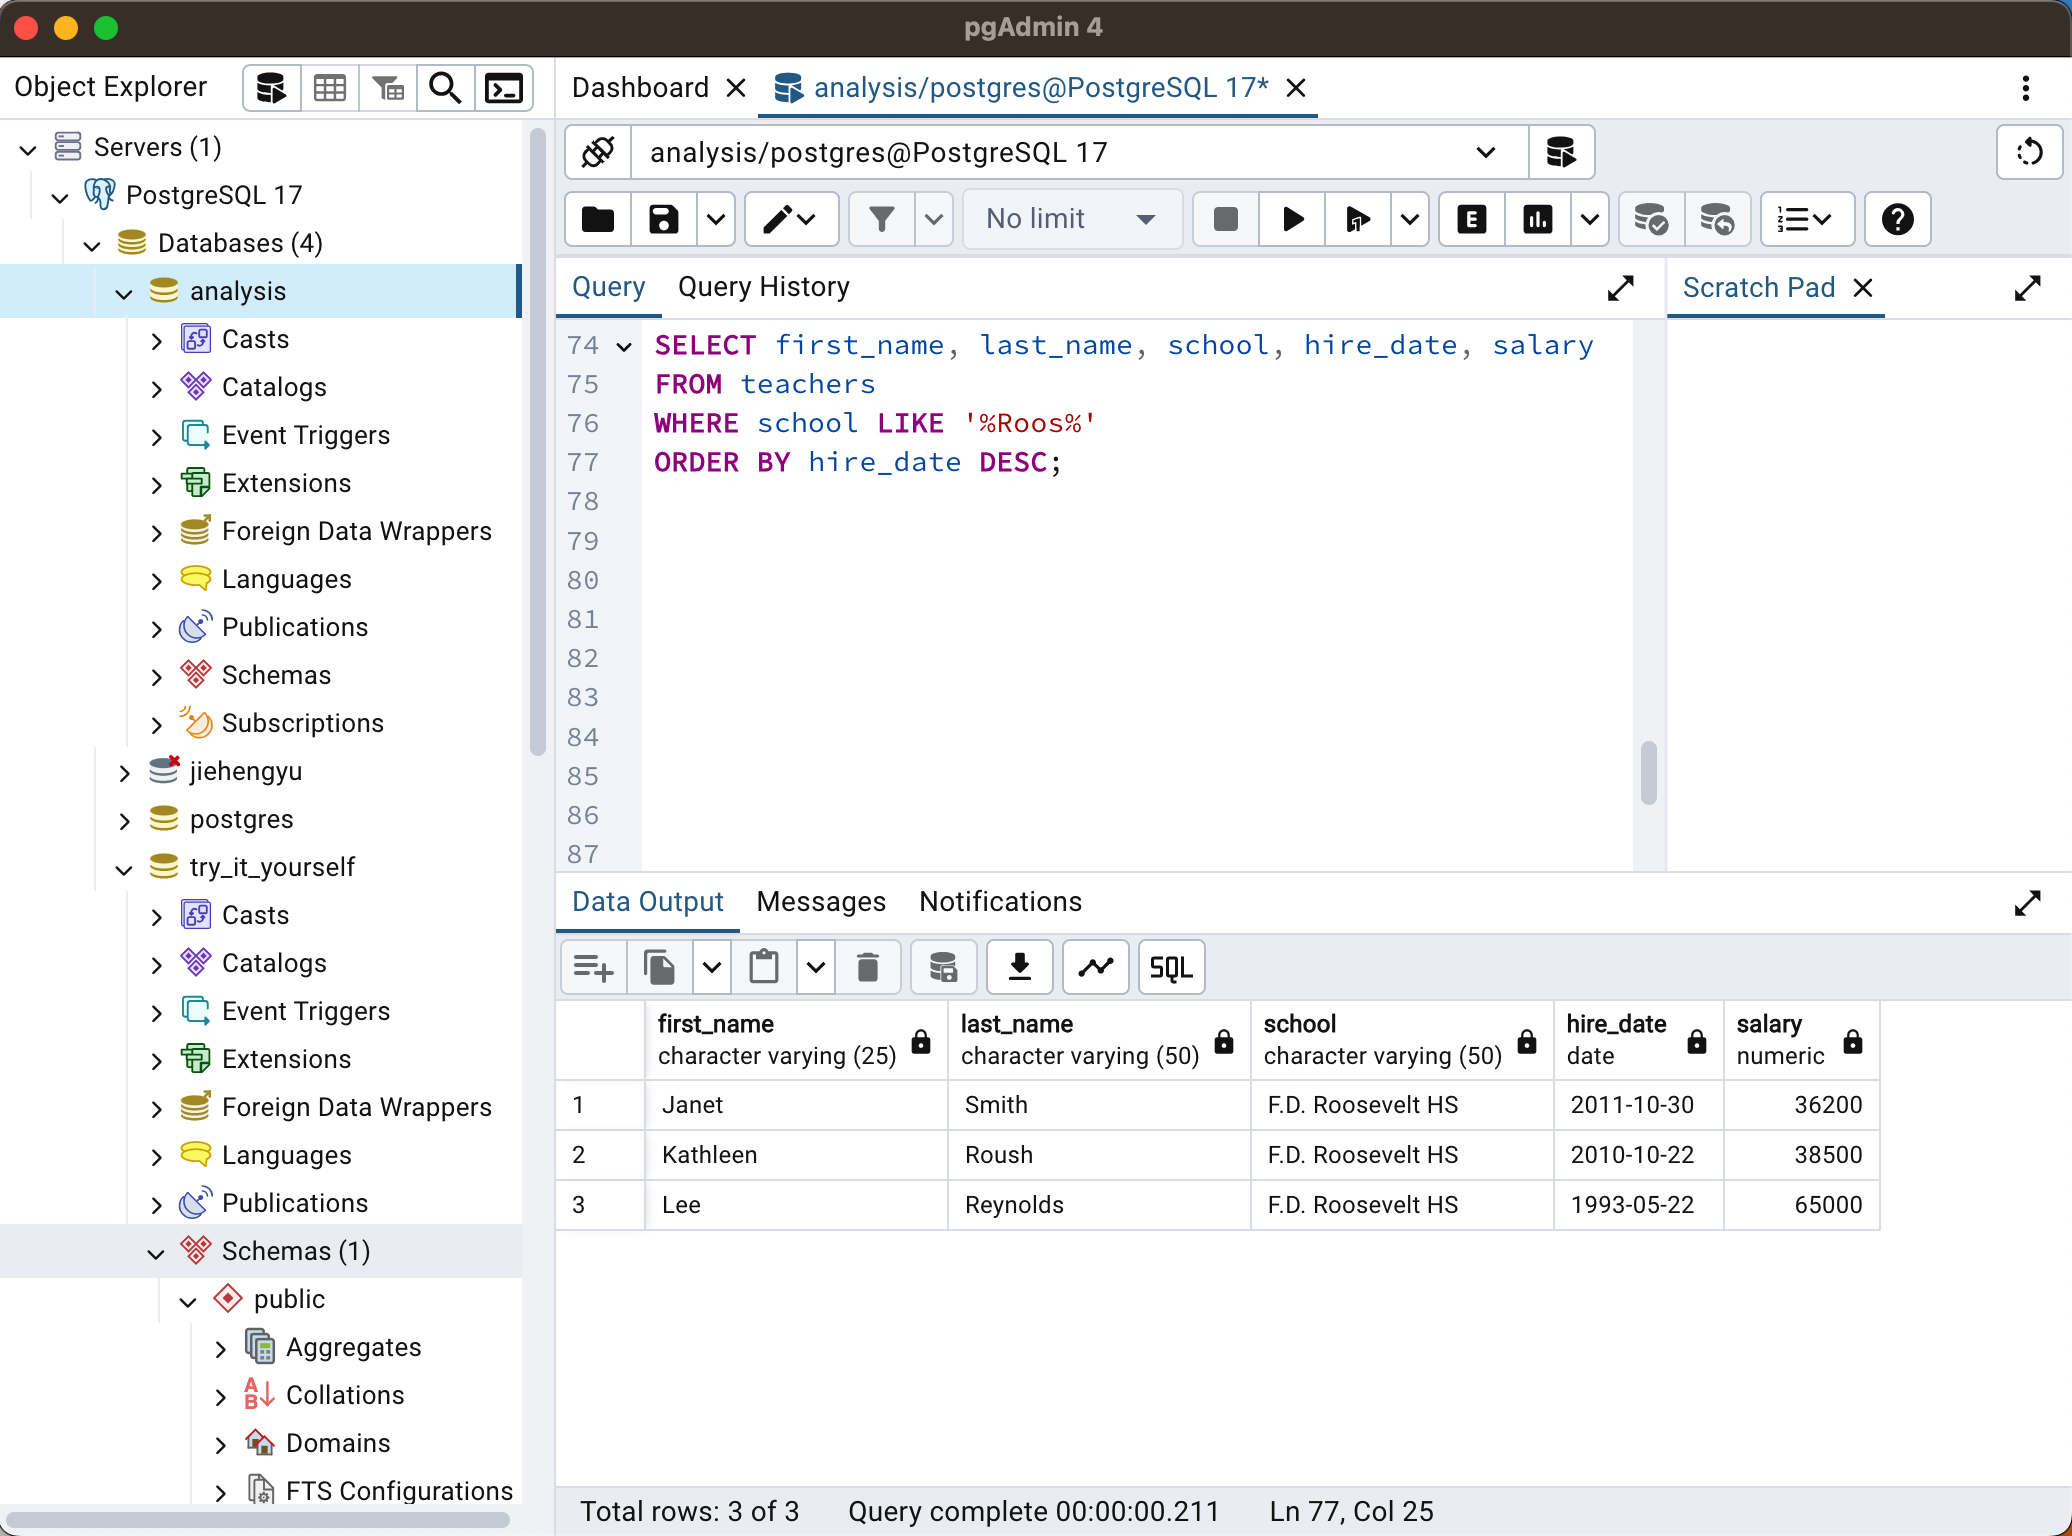 pgAdmin 4
Object Explorer
Servers (1)
PostgreSQL 17
Databases (4)
analysis
Casts
Catalogs
Event Triggers
Extensions
Foreign Data Wrappers
Languages
Publications
Schemas
Subscriptions
jiehengyu
postgres
try_it_yourself
Casts
Catalogs
Event Triggers
Extensions
Foreign Data Wrappers
Languages
Publications
Schemas (1)
public
Aggregates
Collations
Domains
FTS Configurations
Dashboard analysis/postgres@PostgreSQL 17*
analysis/postgres@PostgreSQL 17
No limit E
Query Query History Scratch Pad
74 SELECT first_name, last_name, school, hire_date, salary
75 FROM teachers
76 WHERE school LIKE '%Roos%'
77 ORDER BY hire_date DESC;
78
79
80
81
82
83
84
85
86
87
Data Output Messages Notifications
SQL
first_name last_name school hire_date salary
character varying (25) character varying (50) character varying (50) date numeric
1 Janet Smith F.D. Roosevelt HS 2011-10-30 36200
2 Kathleen Roush F.D. Roosevelt HS 2010-10-22 38500
3 Lee Reynolds F.D. Roosevelt HS 1993-05-22 65000
Total rows: 3 of 3 Query complete 00:00:00.211 Ln 77, Col 25